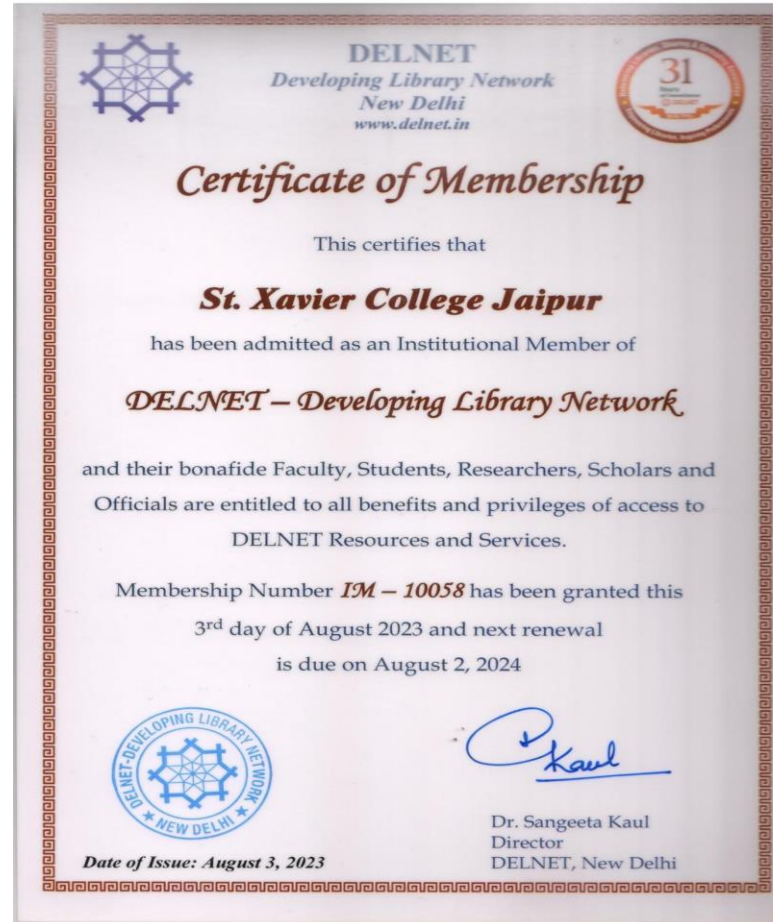 DELNET
Developing Library Network
New Delhi
www.delnet.in
31
Years
DELNET
Certificate of Membership
This certifies that
St. Xavier College Jaipur
has been admitted as an Institutional Member of
DELNET – Developing Library Network
and their bonafide Faculty, Students, Researchers, Scholars and
Officials are entitled to all benefits and privileges of access to
DELNET Resources and Services.
Membership Number IM – 10058 has been granted this
3rd day of August 2023 and next renewal
is due on August 2, 2024
DELNET-DEVELOPING LIBRARY NETWORK
NEW DELHI
Kaul
Dr. Sangeeta Kaul
Director
DELNET, New Delhi
Date of Issue: August 3, 2023